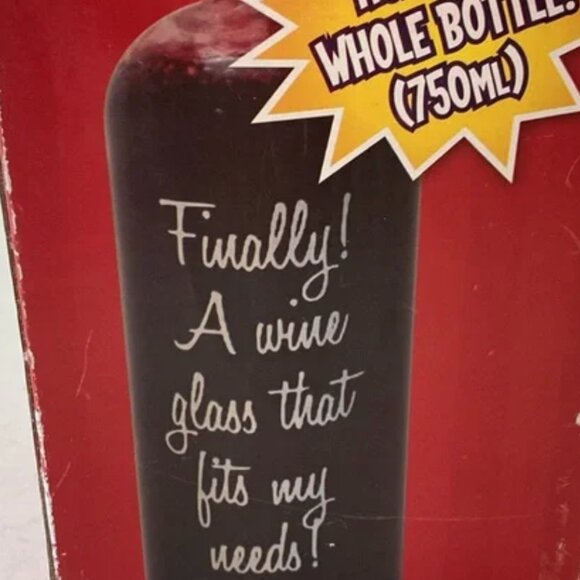 WHOLE BOTTLE!
(750ML)
Finally!
A wine
glass that
fits my
needs!